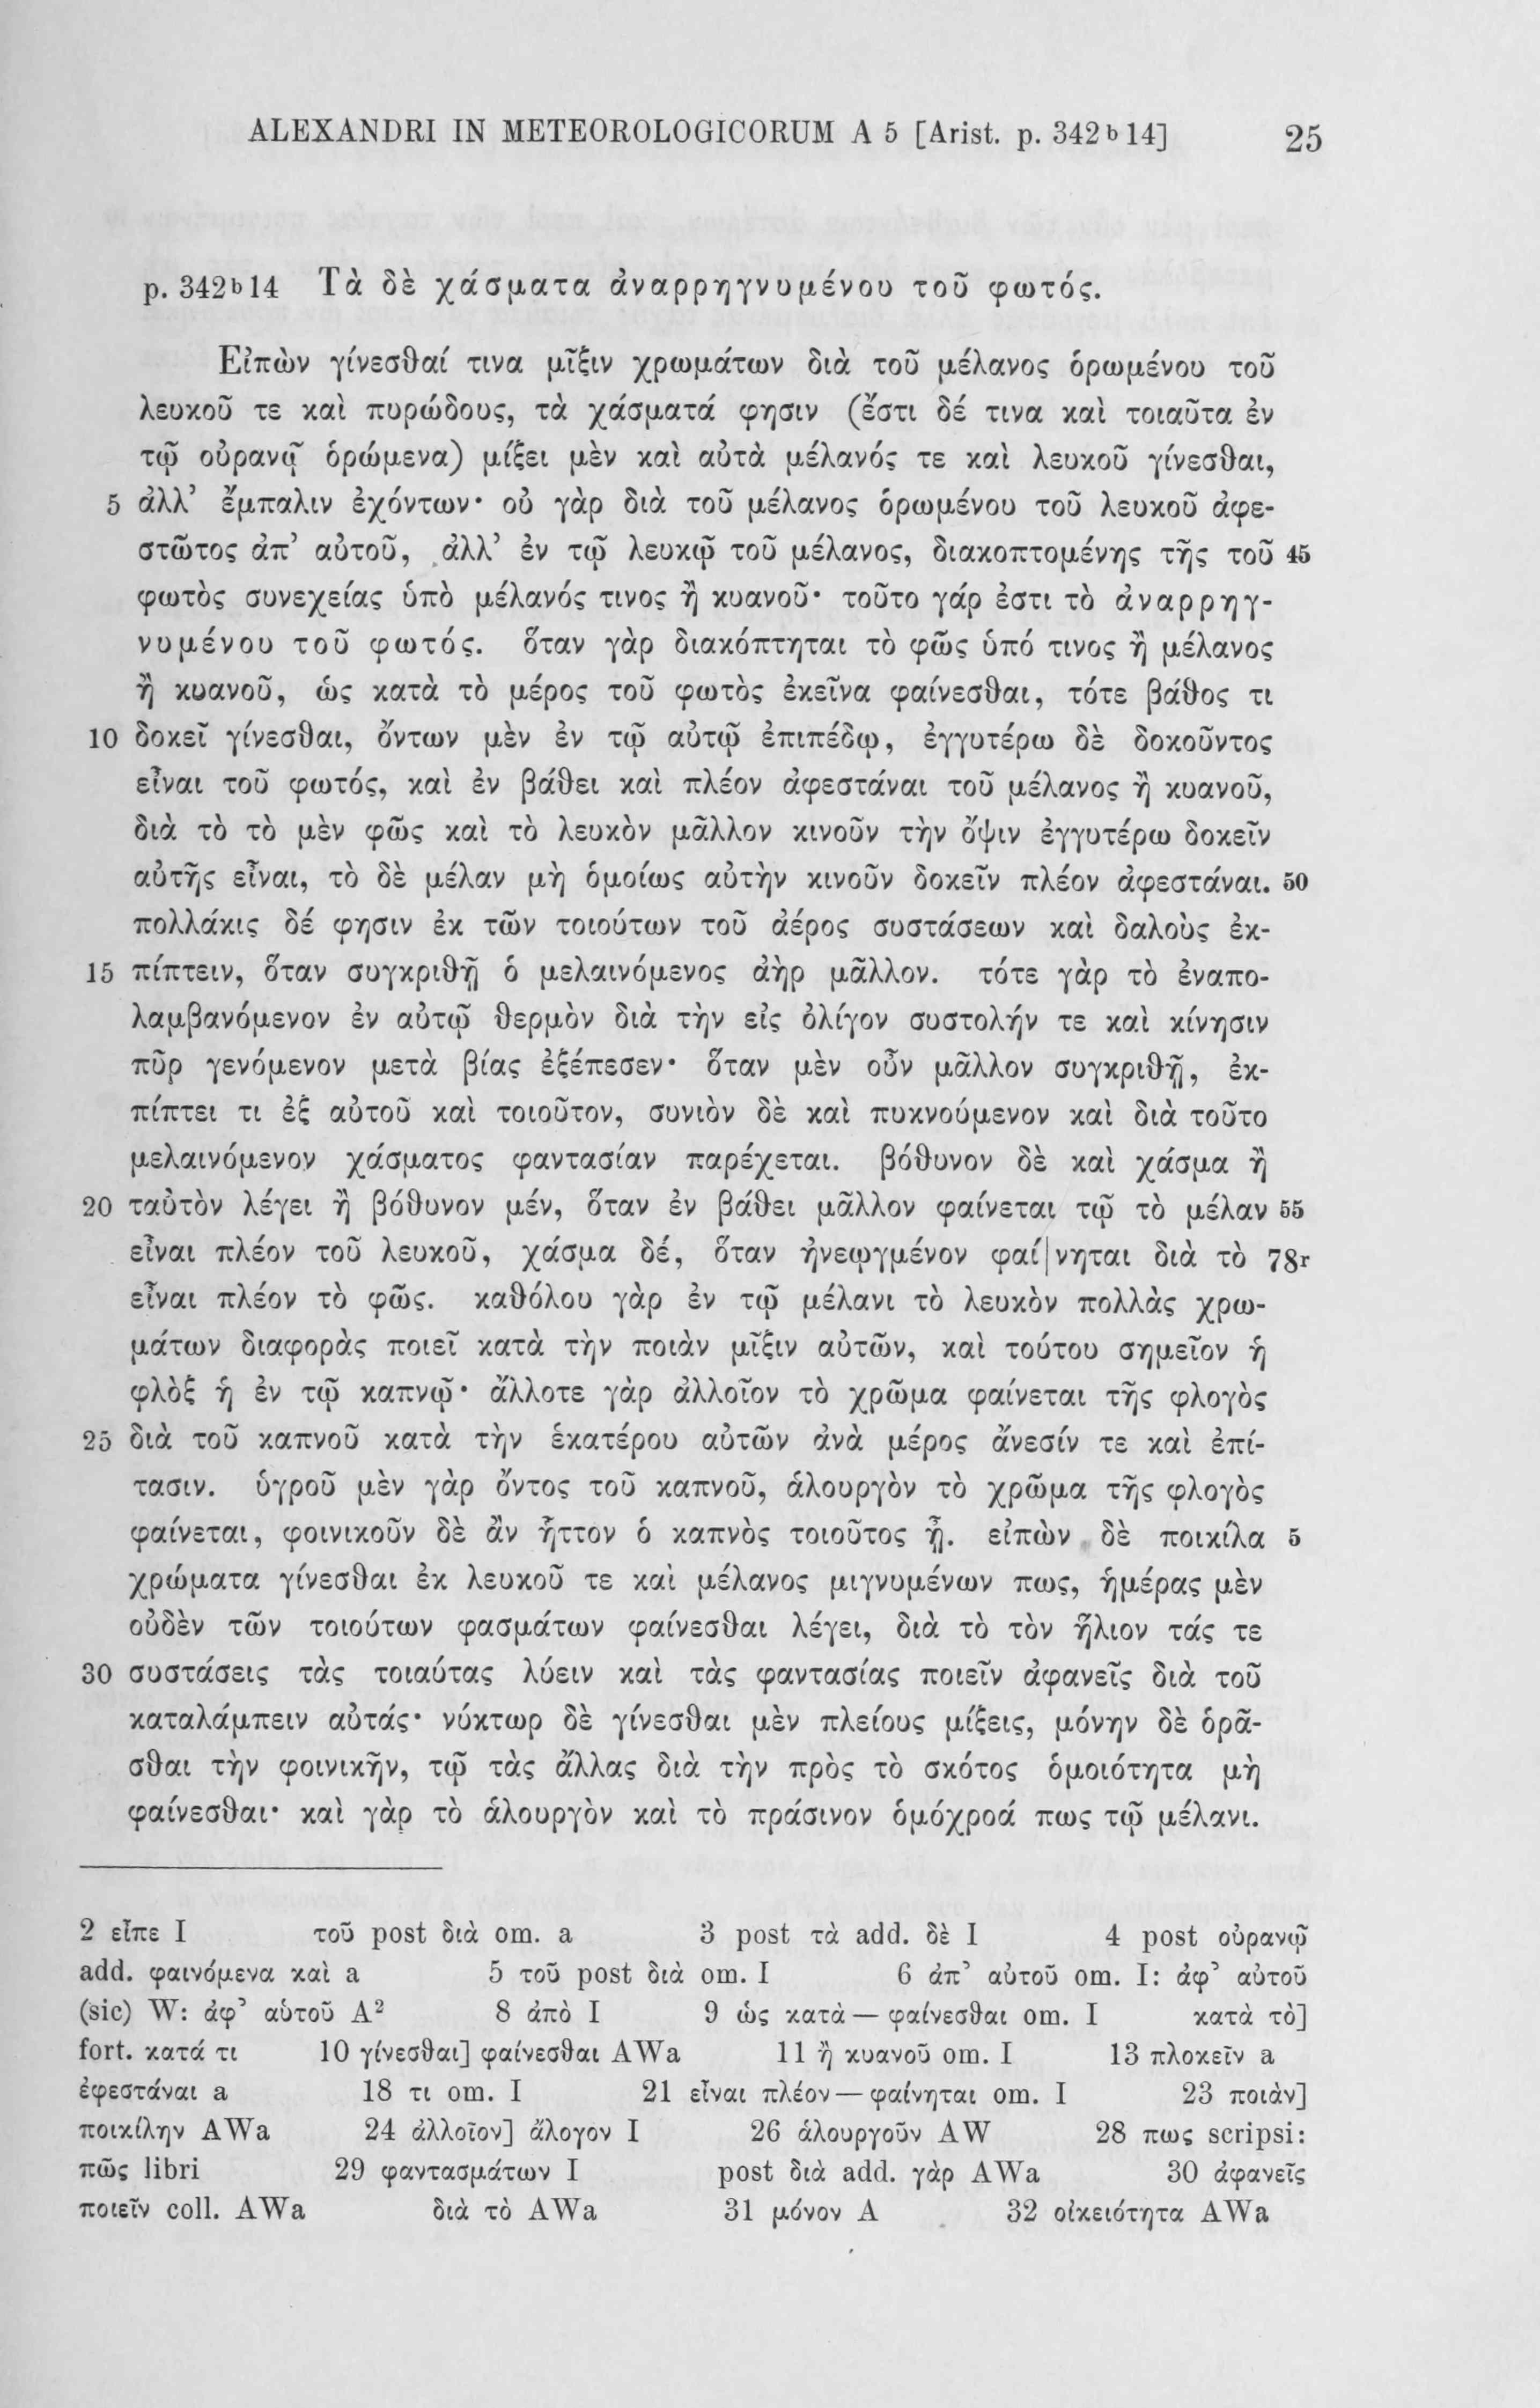 ALEXANDRI IN METEOROLOGICORUM A 5 [Arist. p. 342ᵇ14] 25
p. 342ᵇ14 Τὰ δὲ χάσματα ἀναρρηγνυμένου τοῦ φωτός.
Εἰπὼν γίνεσθαί τινα μῖξιν χρωμάτων διὰ τοῦ μέλανος ὁρωμένου τοῦ
λευκοῦ τε καὶ πυρώδους, τὰ χάσματά φησιν (ἔστι δέ τινα καὶ τοιαῦτα ἐν
τῷ οὐρανῷ ὁρώμενα) μίξει μὲν καὶ αὐτὰ μέλανός τε καὶ λευκοῦ γίνεσθαι,
5 ἀλλ’ ἔμπαλιν ἐχόντων· οὐ γὰρ διὰ τοῦ μέλανος ὁρωμένου τοῦ λευκοῦ ἀφε-
στῶτος ἀπ’ αὐτοῦ, ἀλλ’ ἐν τῷ λευκῷ τοῦ μέλανος, διακοπτομένης τῆς τοῦ 45
φωτὸς συνεχείας ὑπὸ μέλανός τινος ἢ κυανοῦ· τοῦτο γάρ ἐστι τὸ ἀναρρηγ-
νυμένου τοῦ φωτός. ὅταν γὰρ διακόπτηται τὸ φῶς ὑπό τινος ἢ μέλανος
ἢ κυανοῦ, ὡς κατὰ τὸ μέρος τοῦ φωτὸς ἐκεῖνα φαίνεσθαι, τότε βάθος τι
10 δοκεῖ γίνεσθαι, ὄντων μὲν ἐν τῷ αὐτῷ ἐπιπέδῳ, ἐγγυτέρω δὲ δοκοῦντος
εἶναι τοῦ φωτός, καὶ ἐν βάθει καὶ πλέον ἀφεστάναι τοῦ μέλανος ἢ κυανοῦ,
διὰ τὸ τὸ μὲν φῶς καὶ τὸ λευκὸν μᾶλλον κινοῦν τὴν ὄψιν ἐγγυτέρω δοκεῖν
αὐτῆς εἶναι, τὸ δὲ μέλαν μὴ ὁμοίως αὐτὴν κινοῦν δοκεῖν πλέον ἀφεστάναι. 50
πολλάκις δέ φησιν ἐκ τῶν τοιούτων τοῦ ἀέρος συστάσεων καὶ δαλοὺς ἐκ-
15 πίπτειν, ὅταν συγκριθῇ ὁ μελαινόμενος ἀὴρ μᾶλλον. τότε γὰρ τὸ ἐναπο-
λαμβανόμενον ἐν αὐτῷ θερμὸν διὰ τὴν εἰς ὀλίγον συστολήν τε καὶ κίνησιν
πῦρ γενόμενον μετὰ βίας ἐξέπεσεν· ὅταν μὲν οὖν μᾶλλον συγκριθῇ, ἐκ-
πίπτει τι ἐξ αὐτοῦ καὶ τοιοῦτον, συνιὸν δὲ καὶ πυκνούμενον καὶ διὰ τοῦτο
μελαινόμενον χάσματος φαντασίαν παρέχεται. βόθυνον δὲ καὶ χάσμα ἢ
20 ταὐτὸν λέγει ἢ βόθυνον μέν, ὅταν ἐν βάθει μᾶλλον φαίνεται τῷ τὸ μέλαν 55
εἶναι πλέον τοῦ λευκοῦ, χάσμα δέ, ὅταν ἠνεῳγμένον φαί|νηται διὰ τὸ 78r
εἶναι πλέον τὸ φῶς. καθόλου γὰρ ἐν τῷ μέλανι τὸ λευκὸν πολλὰς χρω-
μάτων διαφορὰς ποιεῖ κατὰ τὴν ποιὰν μῖξιν αὐτῶν, καὶ τούτου σημεῖον ἡ
φλὸξ ἡ ἐν τῷ καπνῷ· ἄλλοτε γὰρ ἀλλοῖον τὸ χρῶμα φαίνεται τῆς φλογὸς
25 διὰ τοῦ καπνοῦ κατὰ τὴν ἑκατέρου αὐτῶν ἀνὰ μέρος ἄνεσίν τε καὶ ἐπί-
τασιν. ὑγροῦ μὲν γὰρ ὄντος τοῦ καπνοῦ, ἁλουργὸν τὸ χρῶμα τῆς φλογὸς
φαίνεται, φοινικοῦν δὲ ἂν ἧττον ὁ καπνὸς τοιοῦτος ᾖ. εἰπὼν δὲ ποικίλα 5
χρώματα γίνεσθαι ἐκ λευκοῦ τε καὶ μέλανος μιγνυμένων πως, ἡμέρας μὲν
οὐδὲν τῶν τοιούτων φασμάτων φαίνεσθαι λέγει, διὰ τὸ τὸν ἥλιον τάς τε
30 συστάσεις τὰς τοιαύτας λύειν καὶ τὰς φαντασίας ποιεῖν ἀφανεῖς διὰ τοῦ
καταλάμπειν αὐτάς· νύκτωρ δὲ γίνεσθαι μὲν πλείους μίξεις, μόνην δὲ ὁρᾶ-
σθαι τὴν φοινικῆν, τῷ τὰς ἄλλας διὰ τὴν πρὸς τὸ σκότος ὁμοιότητα μὴ
φαίνεσθαι· καὶ γὰρ τὸ ἁλουργὸν καὶ τὸ πράσινον ὁμόχροά πως τῷ μέλανι.
2 εἶπε I τοῦ post διὰ om. a 3 post τὰ add. δὲ I 4 post οὐρανῷ
add. φαινόμενα καὶ a 5 τοῦ post διὰ om. I 6 ἀπ’ αὐτοῦ om. I: ἀφ’ αὐτοῦ
(sic) W: ἀφ’ αὑτοῦ A² 8 ἀπὸ I 9 ὡς κατὰ — φαίνεσθαι om. I κατὰ τὸ]
fort. κατά τι 10 γίνεσθαι] φαίνεσθαι AWa 11 ἢ κυανοῦ om. I 13 πλοκεῖν a
ἐφεστάναι a 18 τι om. I 21 εἶναι πλέον — φαίνηται om. I 23 ποιὰν]
ποικίλην AWa 24 ἀλλοῖον] ἄλογον I 26 ἁλουργοῦν AW 28 πως scripsi:
πῶς libri 29 φαντασμάτων I post διὰ add. γὰρ AWa 30 ἀφανεῖς
ποιεῖν coll. AWa διὰ τὸ AWa 31 μόνον A 32 οἰκειότητα AWa